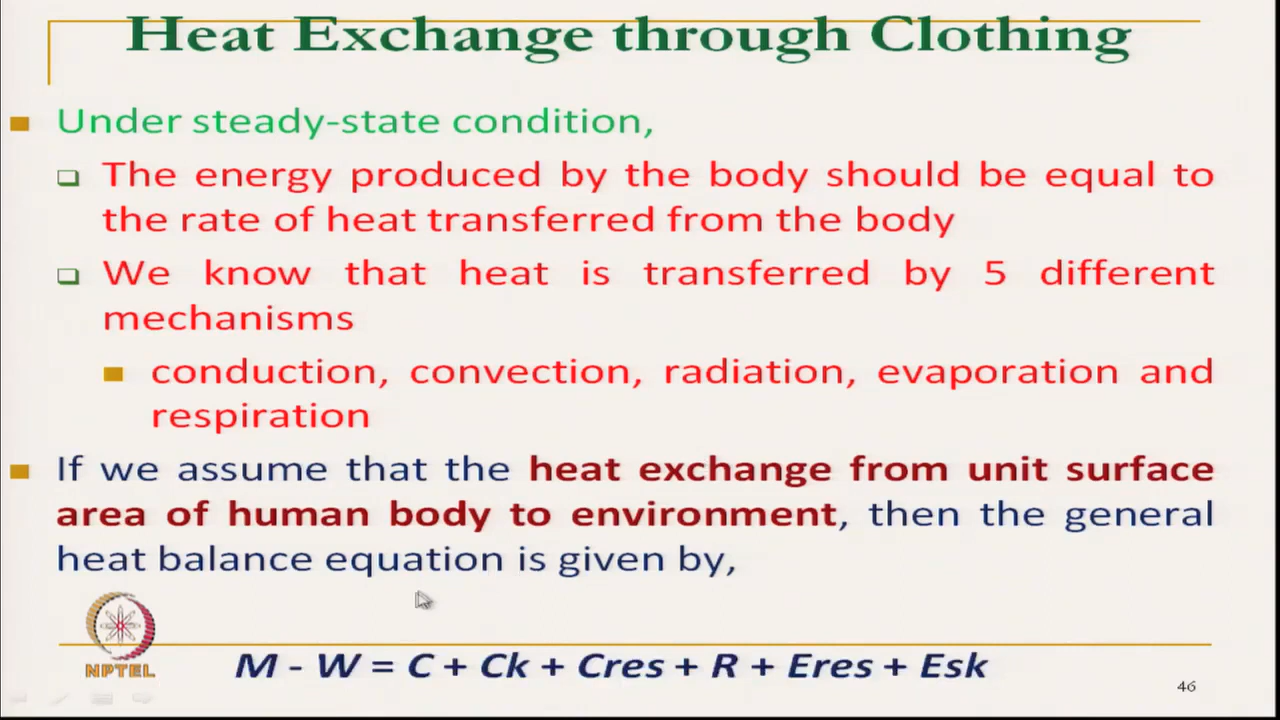 Heat Exchange through Clothing
Under steady-state condition,
The energy produced by the body should be equal to
the rate of heat transferred from the body
We know that heat is transferred by 5 different
mechanisms
conduction, convection, radiation, evaporation and
respiration
If we assume that the heat exchange from unit surface
area of human body to environment, then the general
heat balance equation is given by,
NPTEL
M - W = C + Ck + Cres + R + Eres + Esk
46